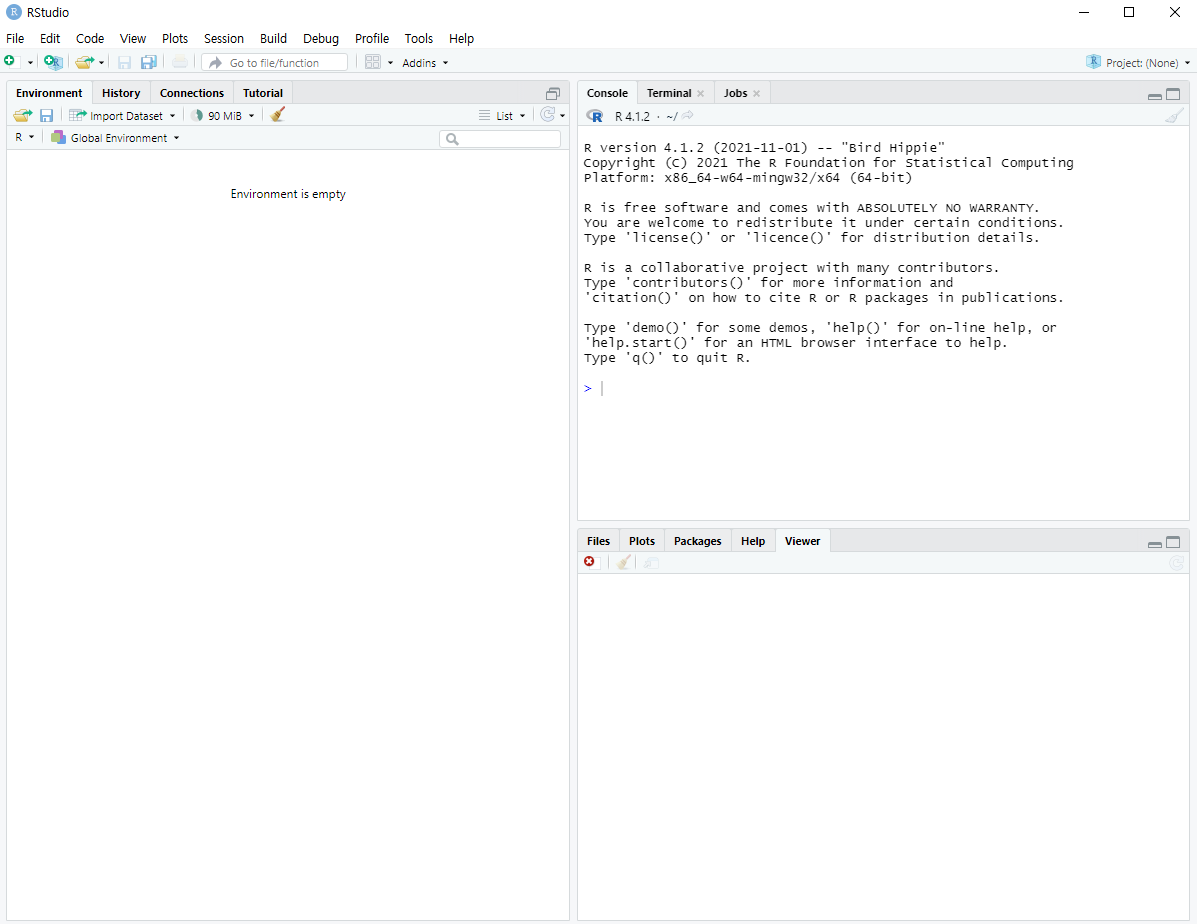 RStudio
File Edit Code View Plots Session Build Debug Profile Tools Help
Go to file/function Addins Project: (None)
Environment History Connections Tutorial
Import Dataset 90 MiB List
R Global Environment
Environment is empty
Console Terminal Jobs
R 4.1.2 · ~/
R version 4.1.2 (2021-11-01) -- "Bird Hippie"
Copyright (C) 2021 The R Foundation for Statistical Computing
Platform: x86_64-w64-mingw32/x64 (64-bit)
R is free software and comes with ABSOLUTELY NO WARRANTY.
You are welcome to redistribute it under certain conditions.
Type 'license()' or 'licence()' for distribution details.
R is a collaborative project with many contributors.
Type 'contributors()' for more information and
'citation()' on how to cite R or R packages in publications.
Type 'demo()' for some demos, 'help()' for on-line help, or
'help.start()' for an HTML browser interface to help.
Type 'q()' to quit R.
>
Files Plots Packages Help Viewer